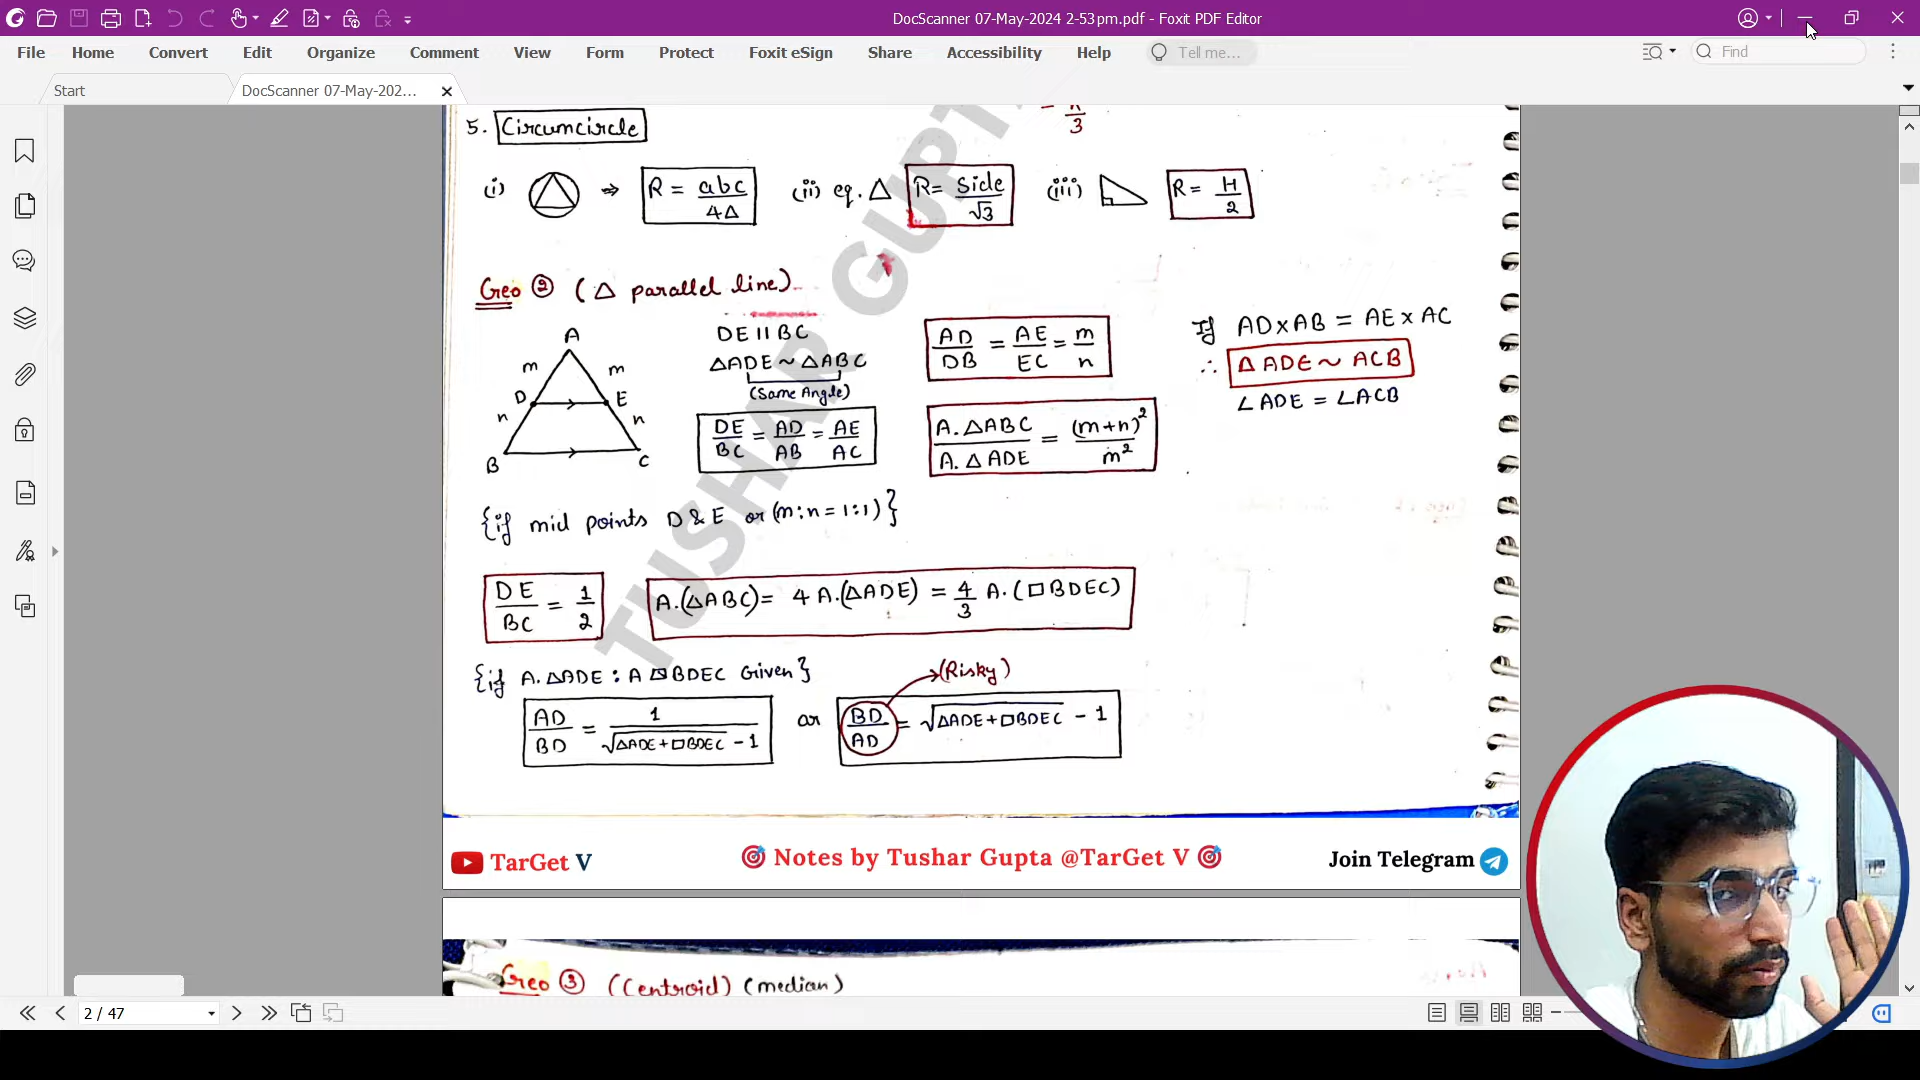 DocScanner 07-May-2024 2-53pm.pdf - Foxit PDF Editor
File Home Convert Edit Organize Comment View Form Protect Foxit eSign Share Accessibility Help Tell me... Find
Start DocScanner 07-May-202...
5. Circumcircle
3
(i) ⇒ R = abc/4Δ (ii) eq. Δ R = Side/√3 (iii) R = H/2
Geo ② (Δ parallel line)
A
m m
D E
n n
B C
DE || BC
ΔADE ~ ΔABC
(Same Angle)
DE/BC = AD/AB = AE/AC
AD/DB = AE/EC = m/n
A.ΔABC/A.ΔADE = (m+n)²/m²
If AD×AB = AE×AC
∴ ΔADE ~ ACB
∠ADE = ∠ACB
{if mid points D & E or (m:n = 1:1)}
DE/BC = 1/2
A.(ΔABC) = 4 A.(ΔADE) = 4/3 A.(□BDEC)
{if A.ΔADE : A □BDEC Given}
(Risky)
AD/BD = 1/√ΔADE+□BDEC - 1 or BD/AD = √ΔADE+□BDEC - 1
TUSHAR GUPT
TarGet V
Notes by Tushar Gupta @TarGet V
Join Telegram
Geo ③ (Centroid) (median)
2 / 47